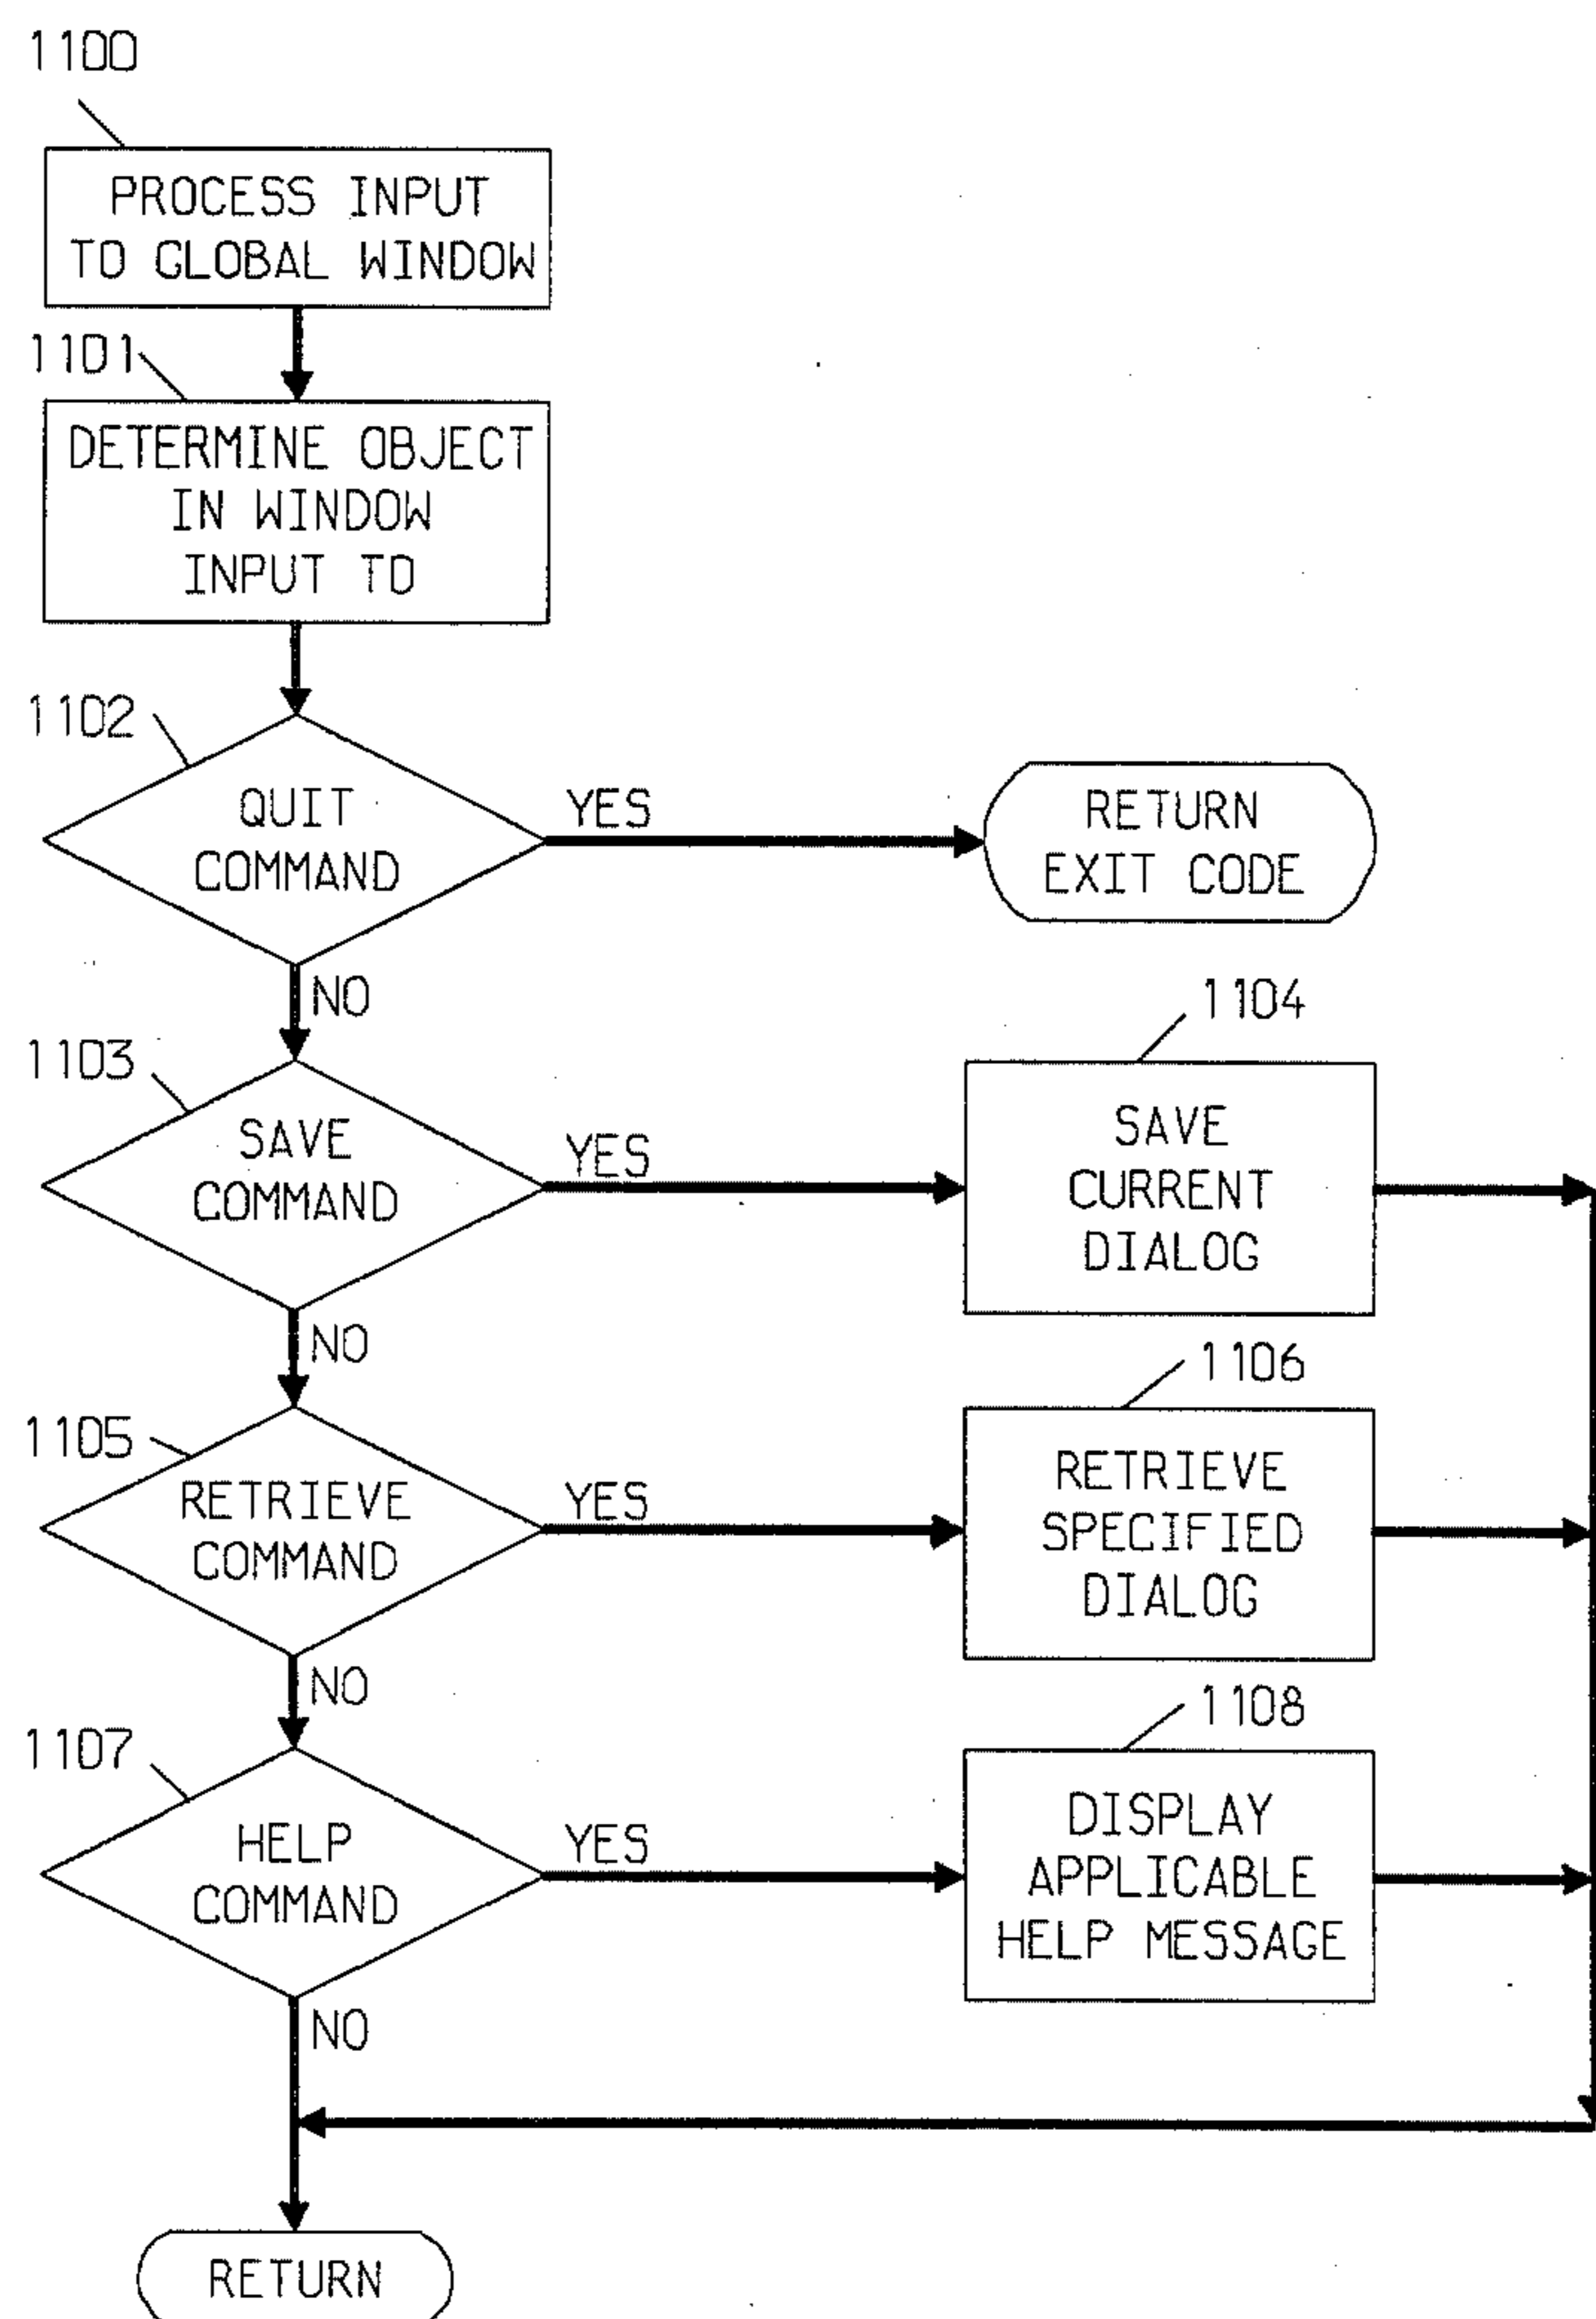 1100
PROCESS INPUT
TO GLOBAL WINDOW
1101
DETERMINE OBJECT
IN WINDOW
INPUT TO
1102
QUIT
COMMAND
YES
RETURN
EXIT CODE
NO
1103
SAVE
COMMAND
YES
1104
SAVE
CURRENT
DIALOG
NO
1105
RETRIEVE
COMMAND
YES
1106
RETRIEVE
SPECIFIED
DIALOG
NO
1107
HELP
COMMAND
YES
1108
DISPLAY
APPLICABLE
HELP MESSAGE
NO
RETURN